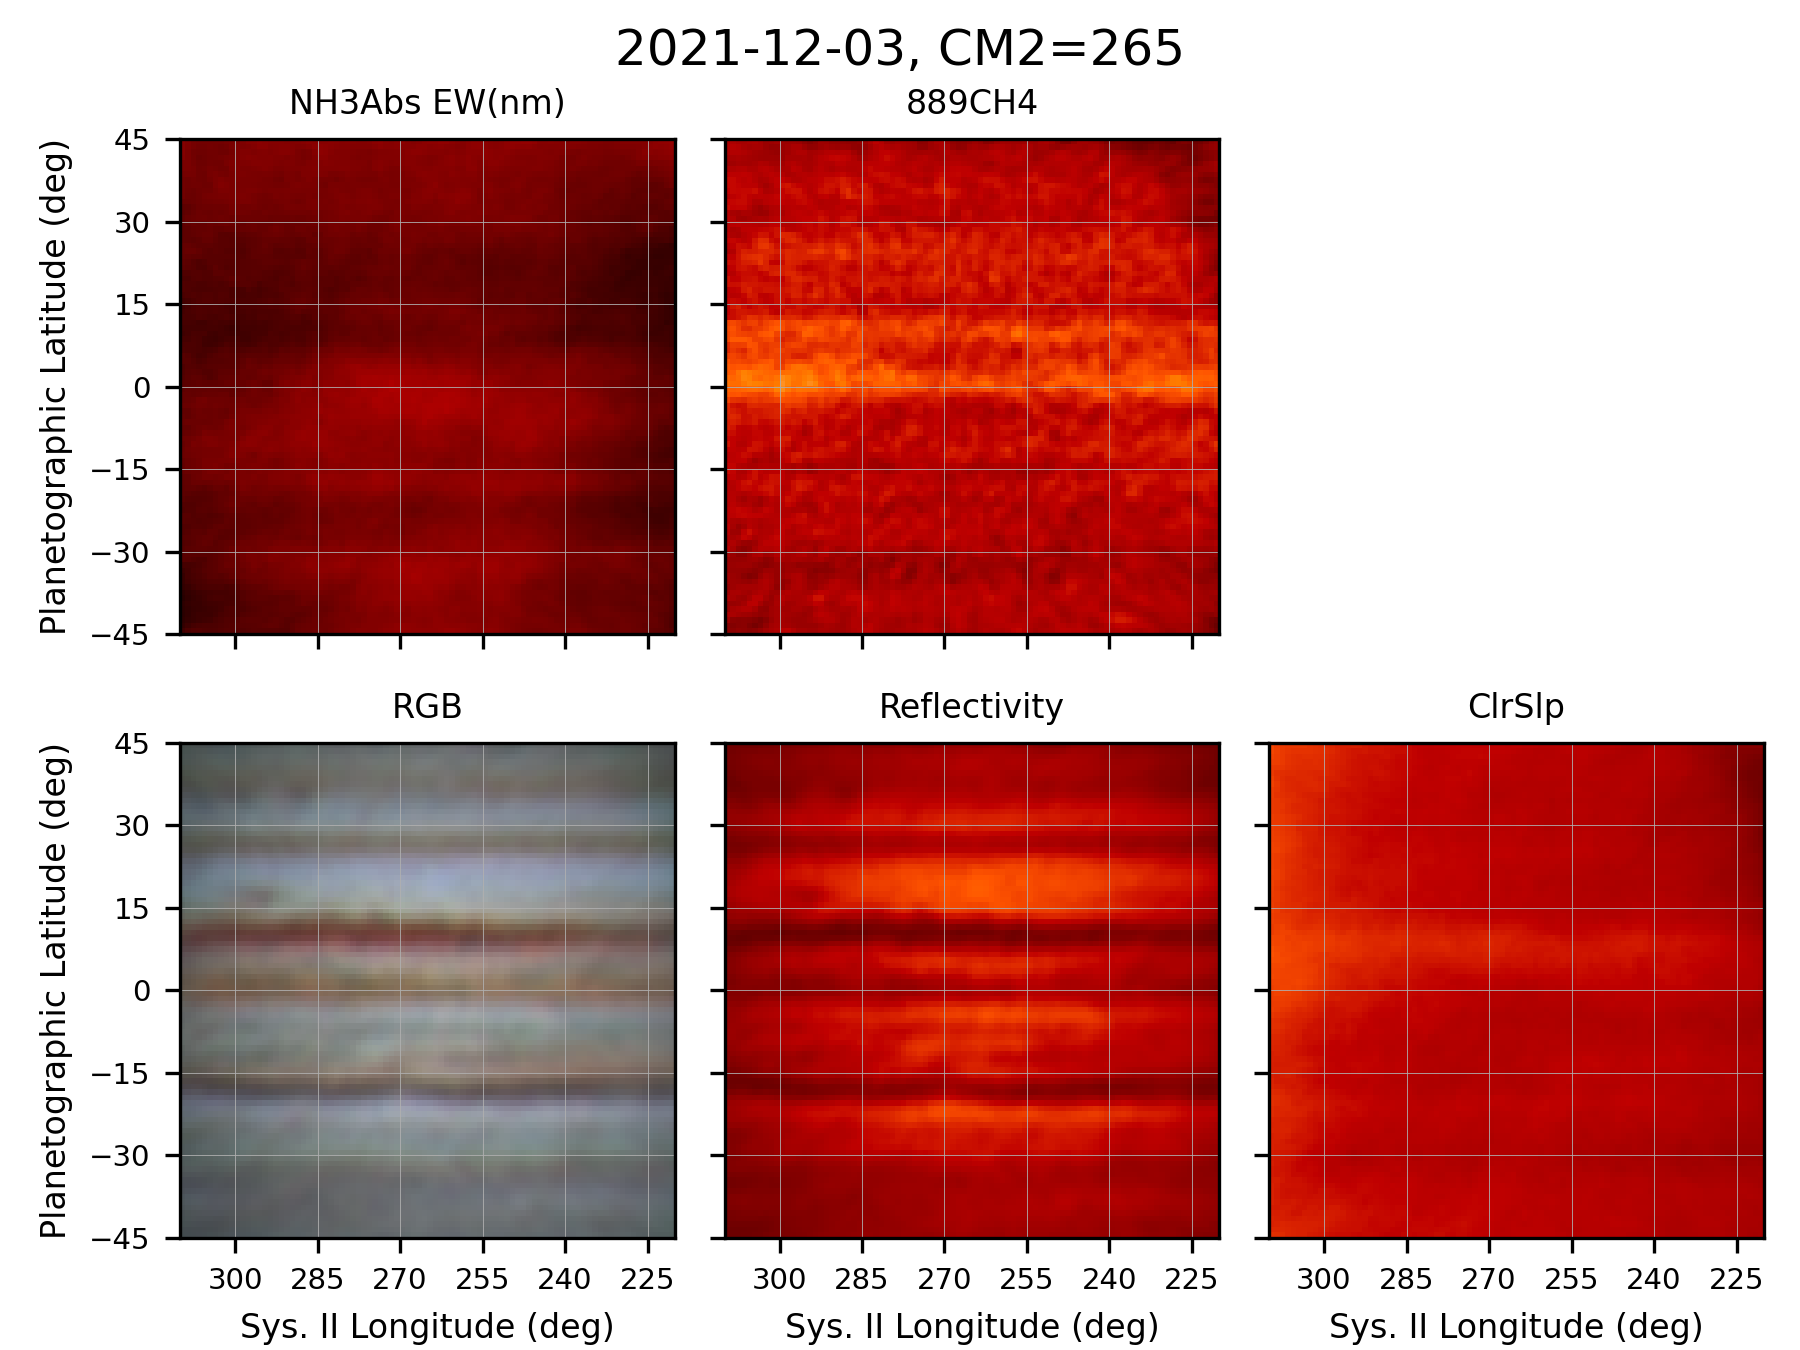 2021-12-03, CM2=265
NH3Abs EW(nm)
889CH4
Planetographic Latitude (deg)
45
30
15
0
−15
−30
−45
RGB
Reflectivity
ClrSlp
Planetographic Latitude (deg)
45
30
15
0
−15
−30
−45
300 285 270 255 240 225
300 285 270 255 240 225
300 285 270 255 240 225
Sys. II Longitude (deg)
Sys. II Longitude (deg)
Sys. II Longitude (deg)